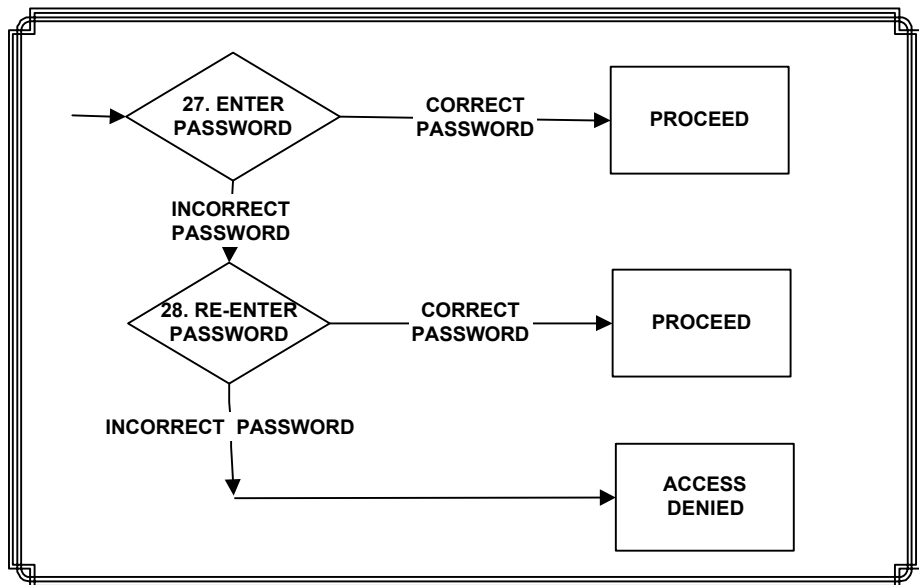 27. ENTER
PASSWORD
CORRECT
PASSWORD
PROCEED
INCORRECT
PASSWORD
28. RE-ENTER
PASSWORD
CORRECT
PASSWORD
PROCEED
INCORRECT PASSWORD
ACCESS
DENIED